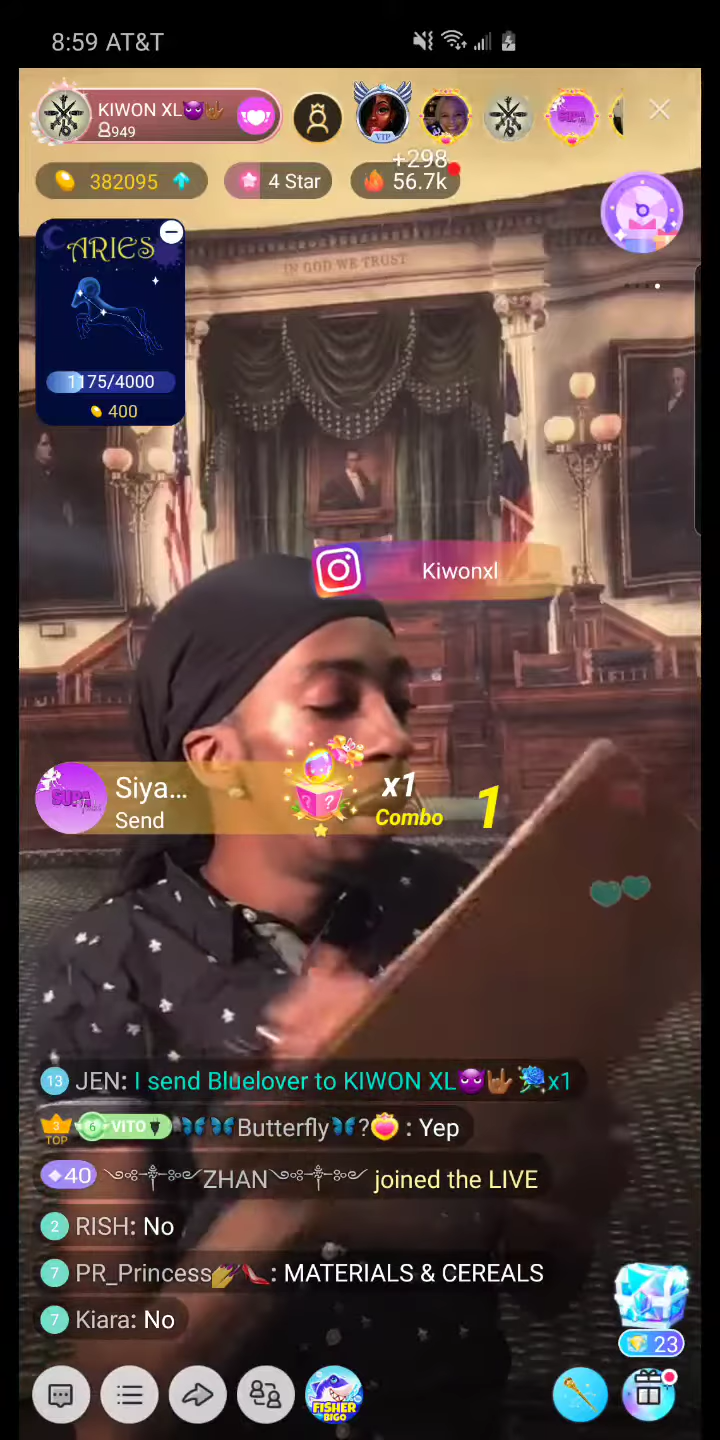 8:59 AT&T
KIWON XL😈🤟🏾
949
VIP
+298
382095
4 Star
56.7k
ARIES
1175/4000
400
IN GOD WE TRUST
Kiwonxl
SUPA
Siya...
Send
x1
Combo
1
13 JEN: I send Bluelover to KIWON XL😈🤟🏾 x1
3 TOP 6 VITO 🦋🦋Butterfly🦋?🍑 : Yep
40 ༺༒ZHAN༒༻ joined the LIVE
2 RISH: No
7 PR_Princess💅👠: MATERIALS & CEREALS
7 Kiara: No
23
FISHER
BIGO